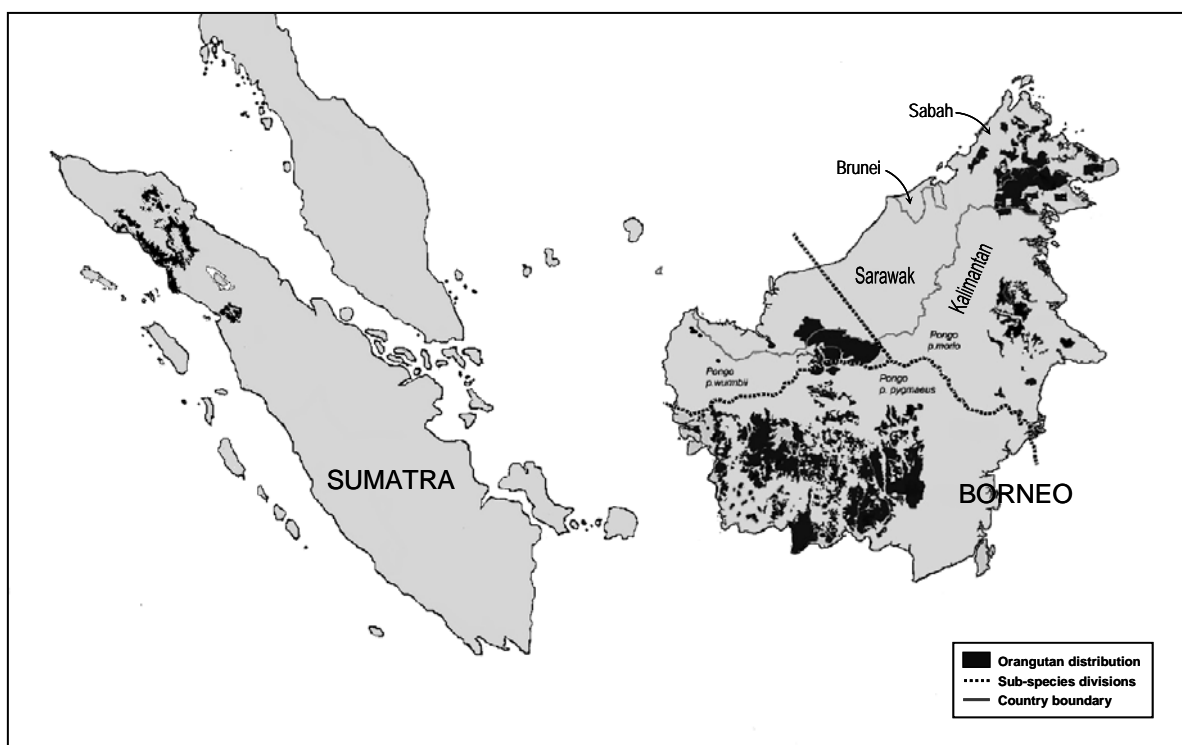 Sabah
Brunei
Sarawak
Kalimantan
Pongo
p.morio
Pongo
p.wurmbii
Pongo
p. pygmaeus
SUMATRA
BORNEO
Orangutan distribution
Sub-species divisions
Country boundary